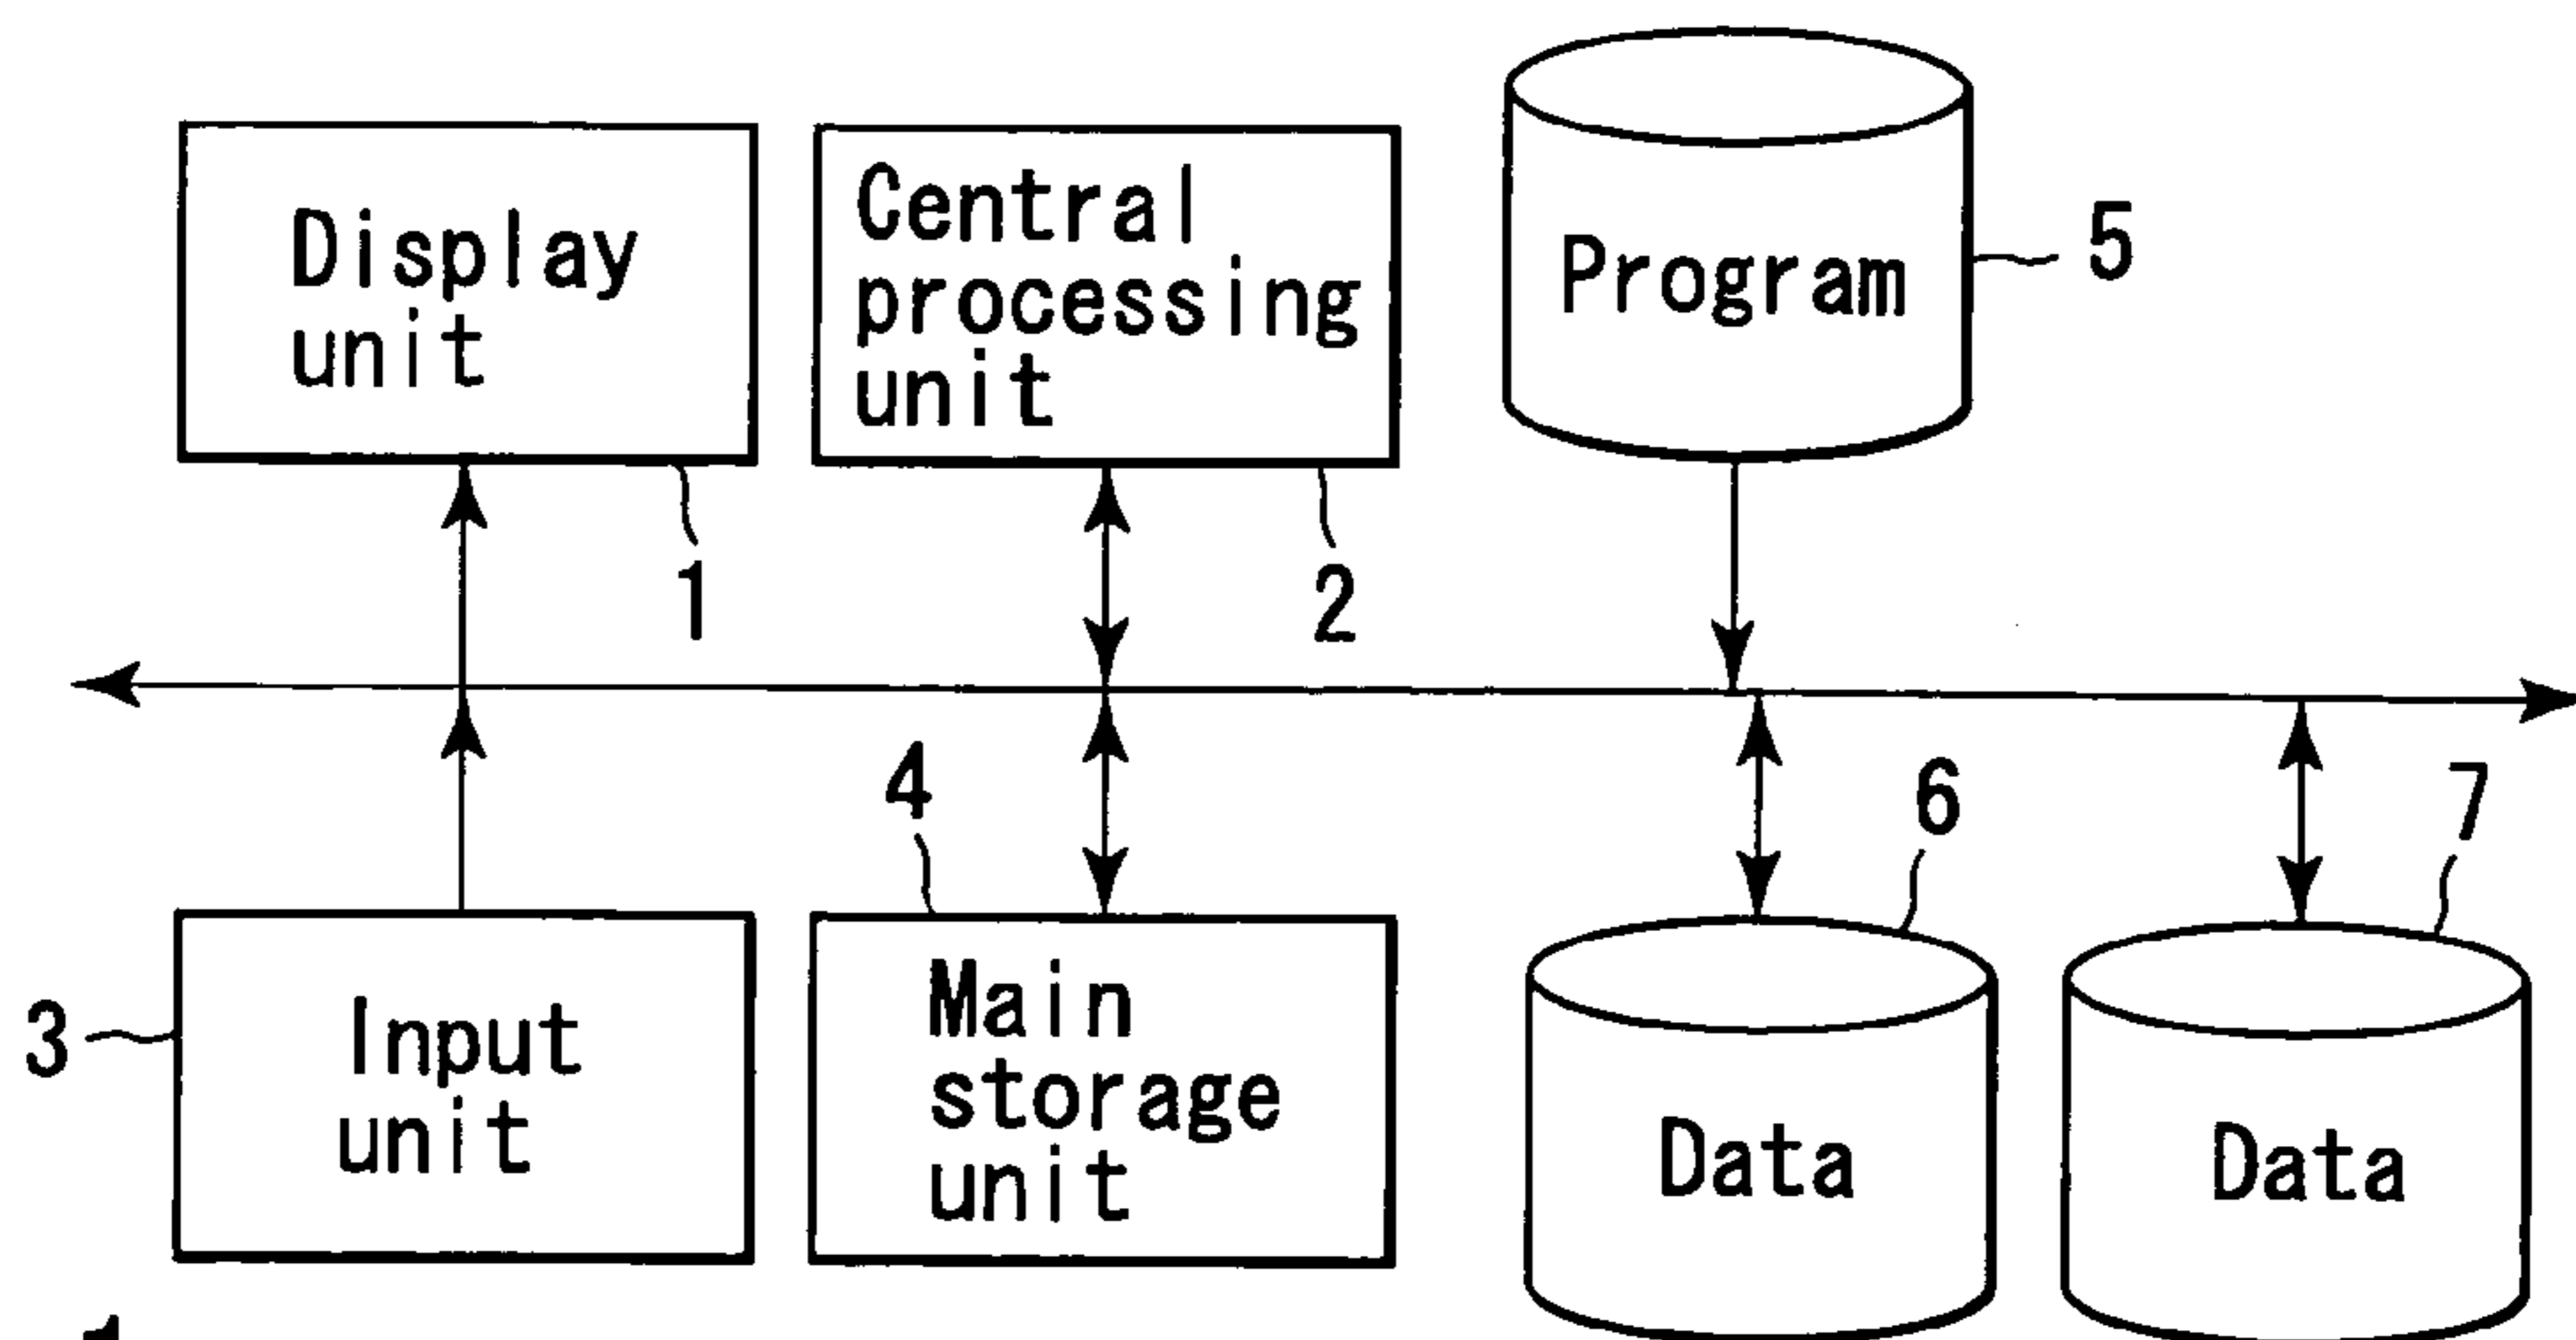 Display
unit
1
Central
processing
unit
2
Program
5
3
Input
unit
4
Main
storage
unit
6
Data
7
Data